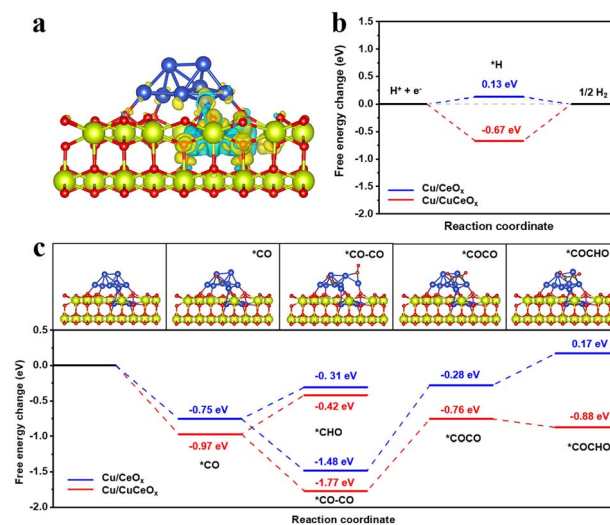 a
b
Free energy change (eV)
1.5
1.0
0.5
0.0
-0.5
-1.0
-1.5
*H
0.13 eV
H+ + e-
1/2 H2
-0.67 eV
Cu/CeOx
Cu/CuCeOx
Reaction coordinate
c
*CO
*CO-CO
*COCO
*COCHO
Free energy change (eV)
0.5
0.0
-0.5
-1.0
-1.5
-2.0
0.17 eV
-0. 31 eV
-0.28 eV
-0.75 eV
-0.42 eV
-0.76 eV
-0.88 eV
-0.97 eV
*CHO
*COCO
*COCHO
*CO
-1.48 eV
-1.77 eV
*CO-CO
Cu/CeOx
Cu/CuCeOx
Reaction coordinate